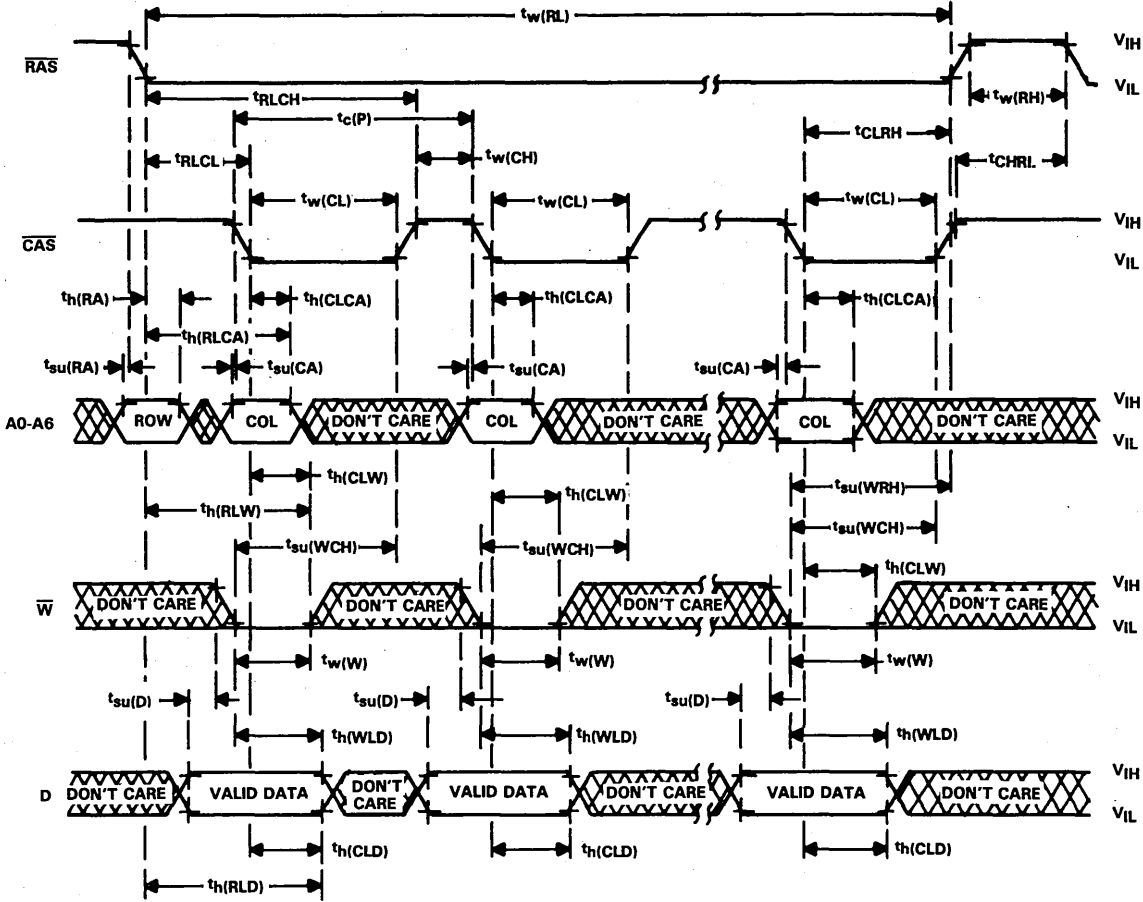 tw(RL)
RAS
VIH
VIL
tRLCH
tw(RH)
tc(P)
tCLRH
tRLCL
tw(CH)
tCHRL
tw(CL)
tw(CL)
tw(CL)
CAS
VIH
VIL
th(RA)
th(CLCA)
th(CLCA)
th(CLCA)
th(RLCA)
tsu(RA)
tsu(CA)
tsu(CA)
tsu(CA)
A0-A6
ROW
COL
DON'T CARE
COL
DON'T CARE
COL
DON'T CARE
VIH
VIL
th(CLW)
th(CLW)
tsu(WRH)
th(RLW)
tsu(WCH)
tsu(WCH)
tsu(WCH)
th(CLW)
W
DON'T CARE
DON'T CARE
DON'T CARE
DON'T CARE
VIH
VIL
tw(W)
tw(W)
tw(W)
tsu(D)
tsu(D)
tsu(D)
th(WLD)
th(WLD)
th(WLD)
D
DON'T CARE
VALID DATA
DON'T
CARE
VALID DATA
DON'T CARE
VALID DATA
DON'T CARE
VIH
VIL
th(CLD)
th(CLD)
th(CLD)
th(RLD)